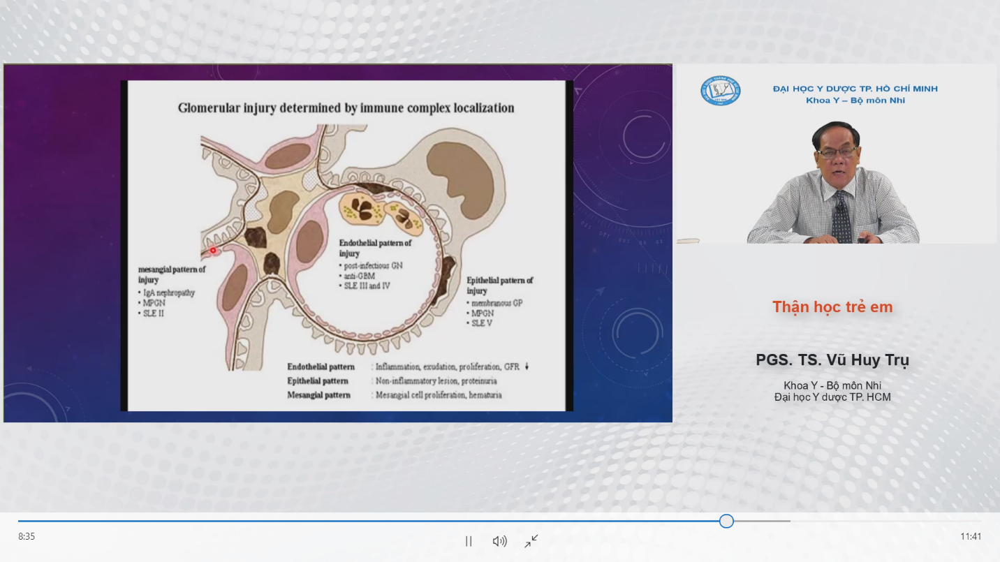 Glomerular injury determined by immune complex localization
mesangial pattern of
injury
• IgA nephropathy
• MPGN
• SLE II
Endothelial pattern of
injury
• post-infectious GN
• anti-GBM
• SLE III and IV
Epithelial pattern of
injury
• membranous GP
• MPGN
• SLE V
Endothelial pattern : Inflammation, exudation, proliferation, GFR ⬇
Epithelial pattern : Non-inflammatory lesion, proteinuria
Mesangial pattern : Mesangial cell proliferation, hematuria
ĐẠI HỌC Y DƯỢC TP. HỒ CHÍ MINH
Khoa Y – Bộ môn Nhi
Thận học trẻ em
PGS. TS. Vũ Huy Trụ
Khoa Y - Bộ môn Nhi
Đại học Y dược TP. HCM
8:35
11:41